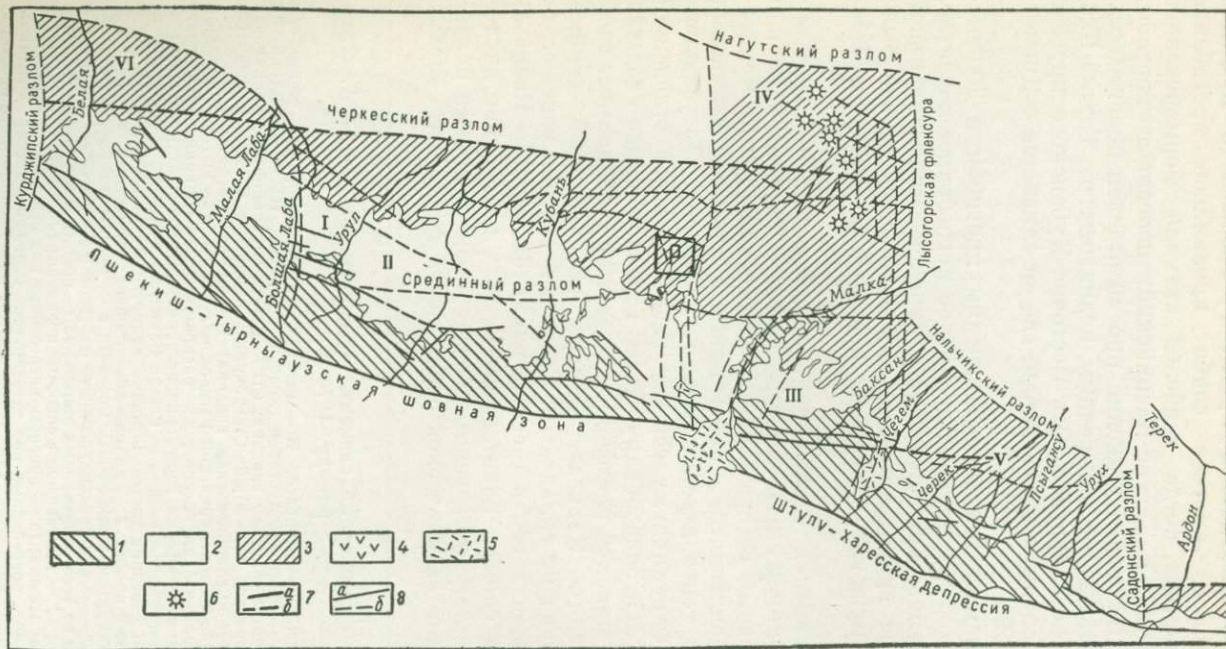 Нагутский разлом
VI
Белая
IV
Курджипский разлом
Черкесский разлом
Малая Лаба
Лысогорская флексура
Кубань
I
Большая Лаба
Уруп
II
Срединный разлом
Малка
Пшекиш--Тырныаузская шовная зона
Нальчикский разлом
III
Баксан
Чегем
V
Черек
Псыгансу
Урух
Терек
Ардон
Садонский разлом
Штулу-Харесская депрессия
1 2 3 4 5
6 а б 7 а б 8